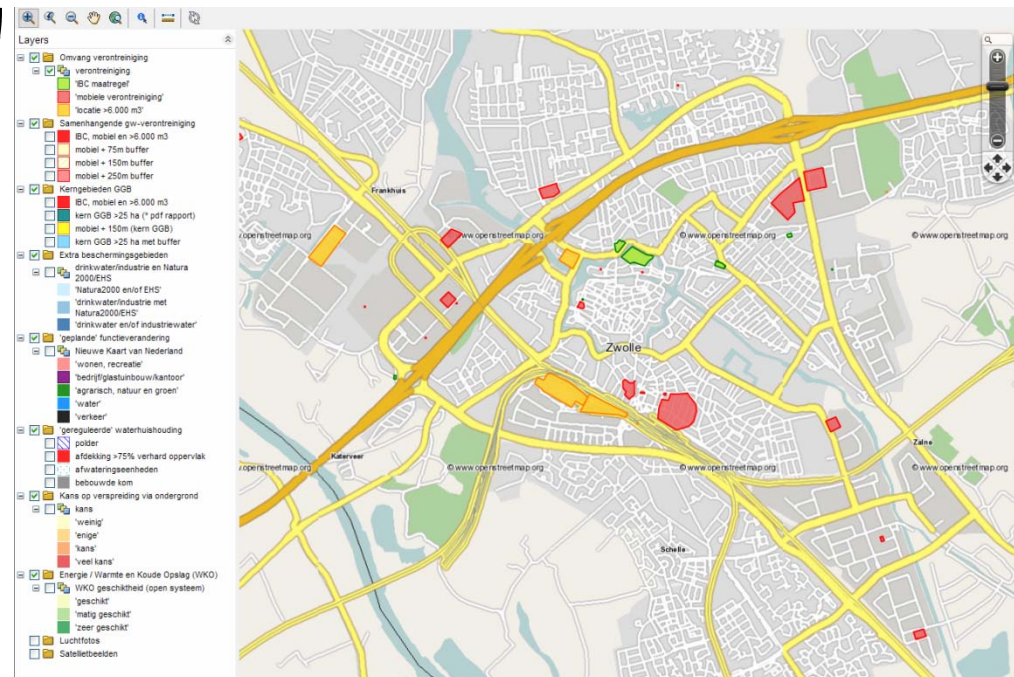 Layers
Omvang verontreiniging
verontreiniging
'IBC maatregel'
'mobiele verontreiniging'
'locatie >6.000 m3'
Samenhangende gw-verontreiniging
IBC, mobiel en >6.000 m3
mobiel + 75m buffer
mobiel + 150m buffer
mobiel + 250m buffer
Kerngebieden GGB
IBC, mobiel en >6.000 m3
kern GGB >25 ha (* pdf rapport)
mobiel + 150m (kern GGB)
kern GGB >25 ha met buffer
Extra beschermingsgebieden
drinkwater/industrie en Natura
2000/EHS
'Natura2000 en/of EHS'
'drinkwater/industrie met
Natura2000/EHS'
'drinkwater en/of industriewater'
'geplande' functieverandering
Nieuwe Kaart van Nederland
'wonen, recreatie'
'bedrijf/glastuinbouw/kantoor'
'agrarisch, natuur en groen'
'water'
'verkeer'
'gereguleerde' waterhuishouding
polder
afdekking >75% verhard oppervlak
afwateringseenheden
bebouwde kom
Kans op verspreiding via ondergrond
kans
'weinig'
'enige'
'kans'
'veel kans'
Energie / Warmte en Koude Opslag (WKO)
WKO geschiktheid (open systeem)
'geschikt'
'matig geschikt'
'zeer geschikt'
Luchtfotos
Satellietbeelden
Frankhuis
openstreetmap.org
ww.openstreetmap.org
© www.openstreetmap.org
© www.openstreetmap.org
Zwolle
Zalne
Katerveer
.openstreetmap.org
© www.openstreetmap.org
© www.openstreetmap.org
© www.openstreetmap.org
Schelle